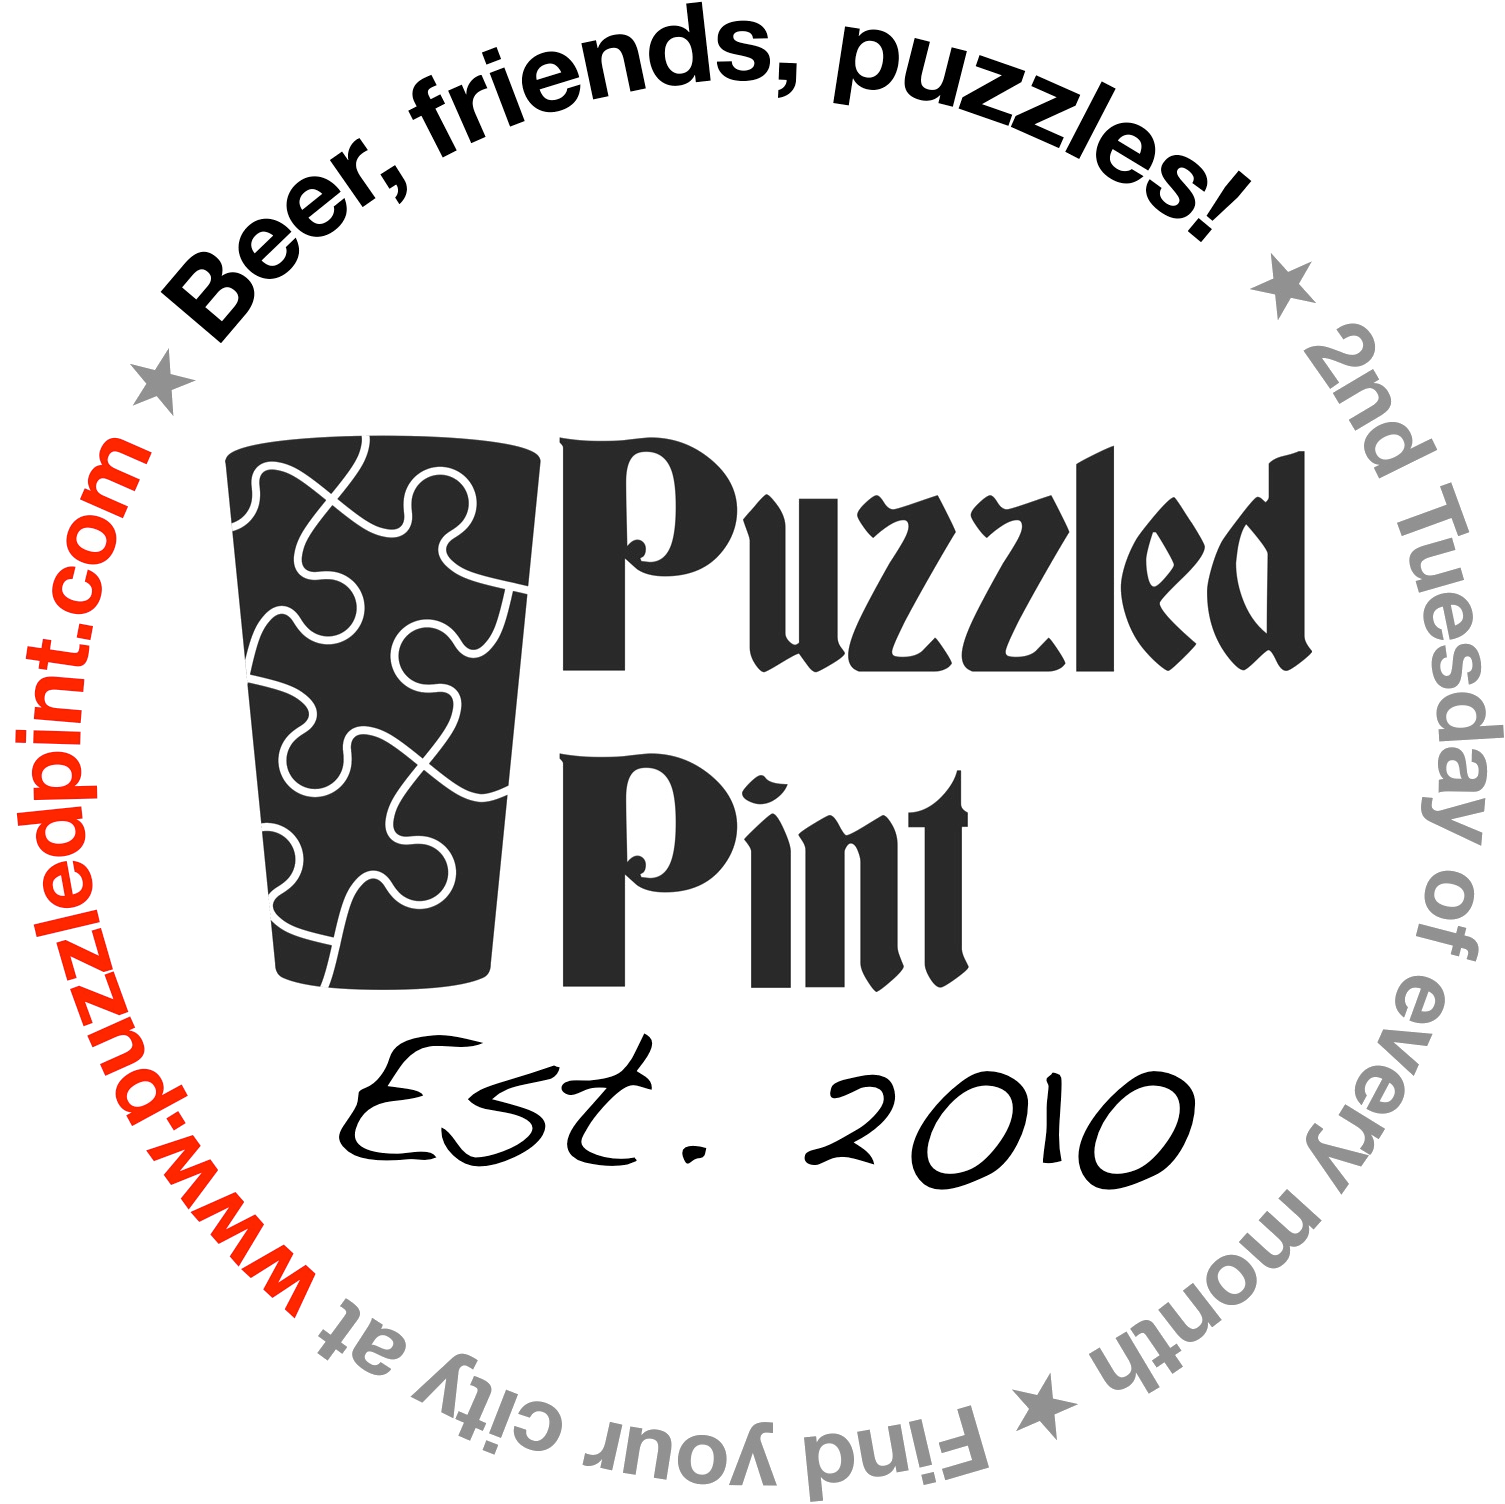 Beer, friends, puzzles! ★ 2nd Tuesday of every month ★ Find your city at www.puzzledpint.com ★
Puzzled
Pint
Est. 2010